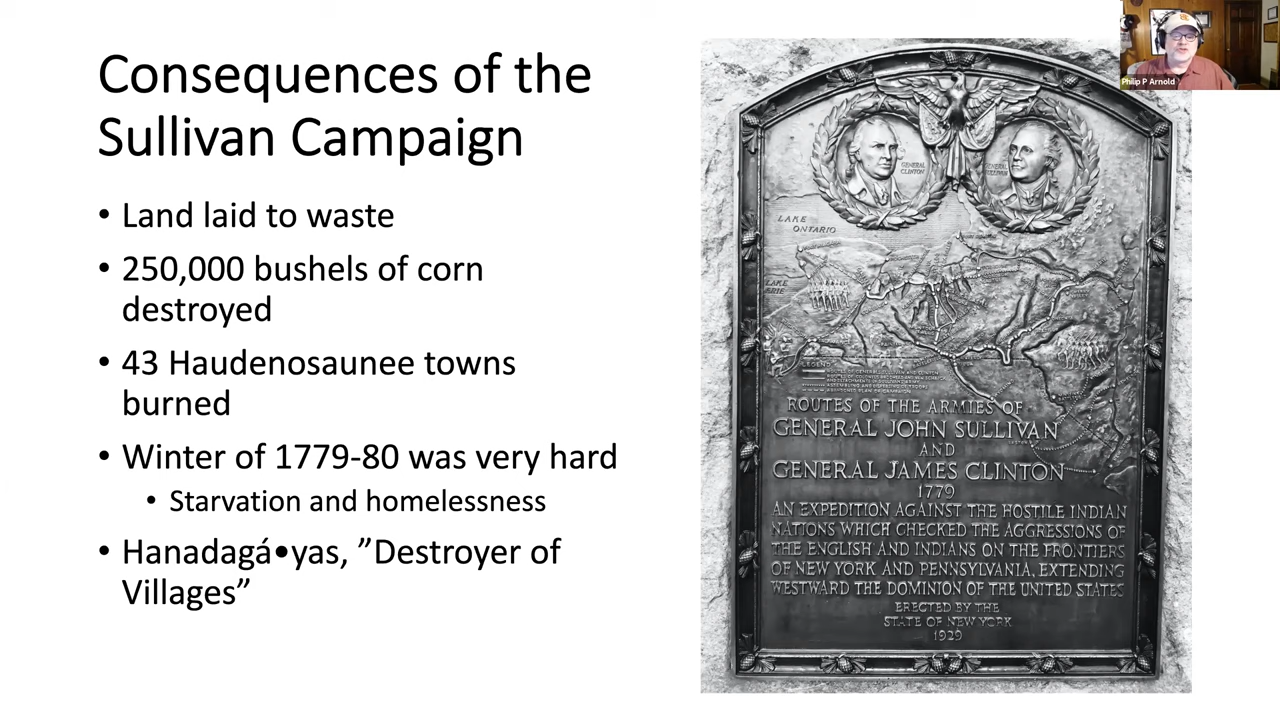 Consequences of the
Sullivan Campaign
• Land laid to waste
• 250,000 bushels of corn
destroyed
• 43 Haudenosaunee towns
burned
• Winter of 1779-80 was very hard
• Starvation and homelessness
• Hanadagá•yas, ”Destroyer of
Villages”
Philip P Arnold
GENERAL
CLINTON
GENERAL
SULLIVAN
LAKE
ONTARIO
LAKE
ERIE
LEGEND
ROUTES OF THE ARMIES OF
GENERAL JOHN SULLIVAN
AND
GENERAL JAMES CLINTON
1779
AN EXPEDITION AGAINST THE HOSTILE INDIAN
NATIONS WHICH CHECKED THE AGGRESSIONS OF
THE ENGLISH AND INDIANS ON THE FRONTIERS
OF NEW YORK AND PENNSYLVANIA, EXTENDING
WESTWARD THE DOMINION OF THE UNITED STATES
ERECTED BY THE
STATE OF NEW YORK
1929